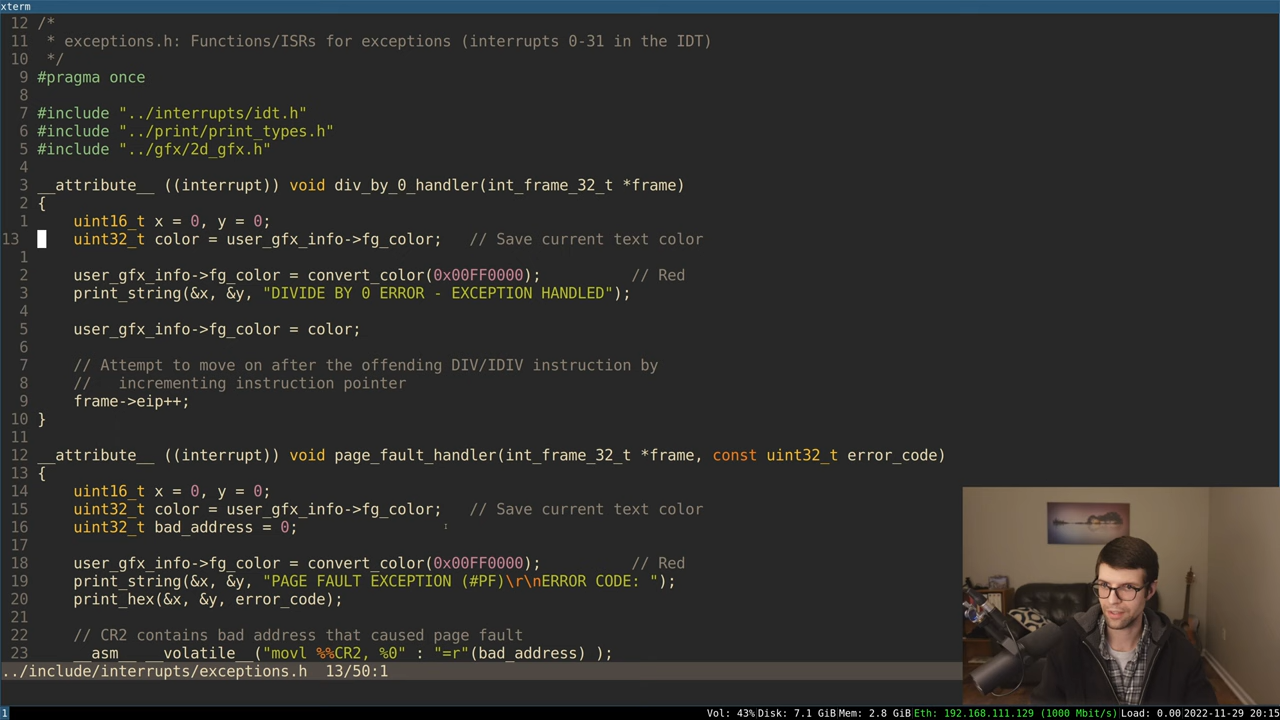 xterm
12 /*
11  * exceptions.h: Functions/ISRs for exceptions (interrupts 0-31 in the IDT)
10  */
9 #pragma once
8
7 #include "../interrupts/idt.h"
6 #include "../print/print_types.h"
5 #include "../gfx/2d_gfx.h"
4
3 __attribute__ ((interrupt)) void div_by_0_handler(int_frame_32_t *frame)
2 {
1     uint16_t x = 0, y = 0;
13     uint32_t color = user_gfx_info->fg_color;   // Save current text color
1
2     user_gfx_info->fg_color = convert_color(0x00FF0000);          // Red
3     print_string(&x, &y, "DIVIDE BY 0 ERROR - EXCEPTION HANDLED");
4
5     user_gfx_info->fg_color = color;
6
7     // Attempt to move on after the offending DIV/IDIV instruction by
8     //   incrementing instruction pointer
9     frame->eip++;
10 }
11
12 __attribute__ ((interrupt)) void page_fault_handler(int_frame_32_t *frame, const uint32_t error_code)
13 {
14     uint16_t x = 0, y = 0;
15     uint32_t color = user_gfx_info->fg_color;   // Save current text color
16     uint32_t bad_address = 0;
17
18     user_gfx_info->fg_color = convert_color(0x00FF0000);          // Red
19     print_string(&x, &y, "PAGE FAULT EXCEPTION (#PF)\r\nERROR CODE: ");
20     print_hex(&x, &y, error_code);
21
22     // CR2 contains bad address that caused page fault
23     __asm__ __volatile__ ("movl %%CR2, %0" : "=r"(bad_address) );
../include/interrupts/exceptions.h  13/50:1
1 Vol: 43% Disk: 7.1 GiB Mem: 2.8 GiB Eth: 192.168.111.129 (1000 Mbit/s) Load: 0.00 2022-11-29 20:15